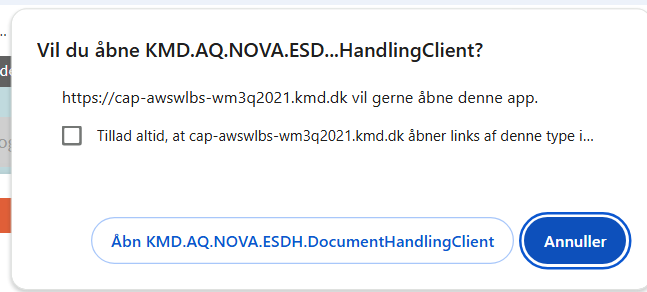 Vil du åbne KMD.AQ.NOVA.ESD...HandlingClient?
https://cap-awswlbs-wm3q2021.kmd.dk vil gerne åbne denne app.
Tillad altid, at cap-awswlbs-wm3q2021.kmd.dk åbner links af denne type i...
Åbn KMD.AQ.NOVA.ESDH.DocumentHandlingClient
Annuller